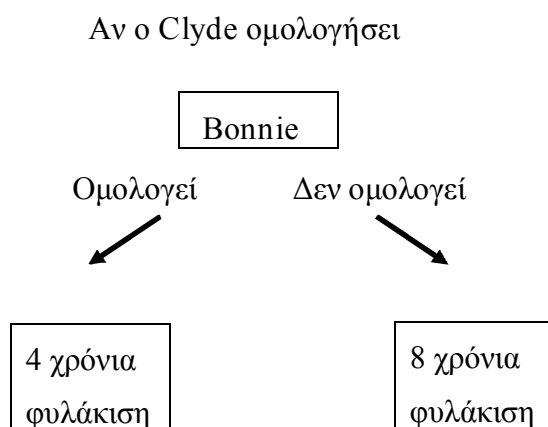 Αν ο Clyde ομολογήσει
Bonnie
Ομολογεί Δεν ομολογεί
4 χρόνια
φυλάκιση
8 χρόνια
φυλάκιση